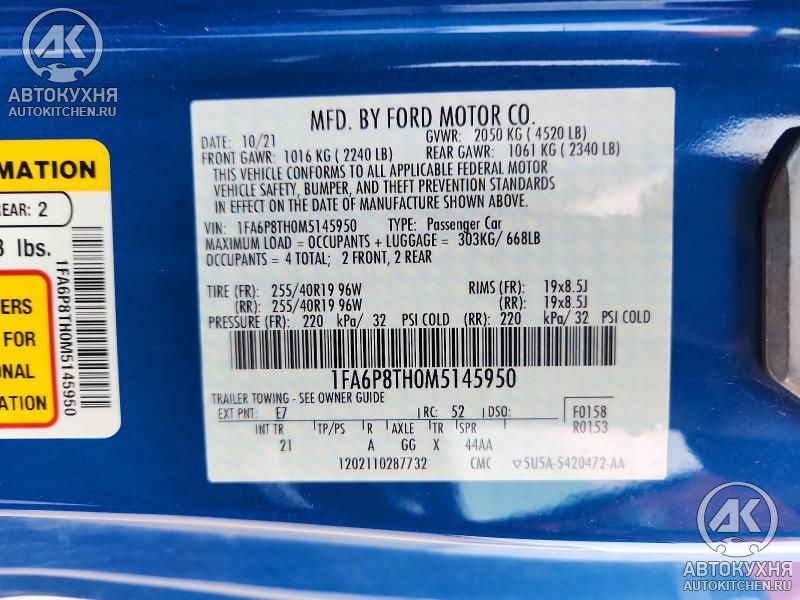 АК
АВТОКУХНЯ
AUTOKITCHEN.RU
MATION
REAR: 2
lbs.
ERS
FOR
ONAL
ATION
1FA6P8TH0M5145950
MFD. BY FORD MOTOR CO.
DATE: 10/21 GVWR: 2050 KG ( 4520 LB)
FRONT GAWR: 1016 KG ( 2240 LB) REAR GAWR: 1061 KG ( 2340 LB)
THIS VEHICLE CONFORMS TO ALL APPLICABLE FEDERAL MOTOR
VEHICLE SAFETY, BUMPER, AND THEFT PREVENTION STANDARDS
IN EFFECT ON THE DATE OF MANUFACTURE SHOWN ABOVE.
VIN: 1FA6P8TH0M5145950 TYPE: Passenger Car
MAXIMUM LOAD = OCCUPANTS + LUGGAGE = 303KG/ 668LB
OCCUPANTS = 4 TOTAL; 2 FRONT, 2 REAR
TIRE (FR): 255/40R19 96W RIMS (FR): 19x8.5J
(RR): 255/40R19 96W (RR): 19x8.5J
PRESSURE (FR): 220 kPa/ 32 PSI COLD (RR): 220 kPa/ 32 PSI COLD
1FA6P8TH0M5145950
TRAILER TOWING - SEE OWNER GUIDE
EXT PNT: E7 RC: 52 DSO: F0158
INT TR TP/PS R AXLE TR SPR R0153
21 A GG X 44AA
1202110287732 CMC ▽5U5A-5420472-AA
АК
АВТОКУХНЯ
AUTOKITCHEN.RU